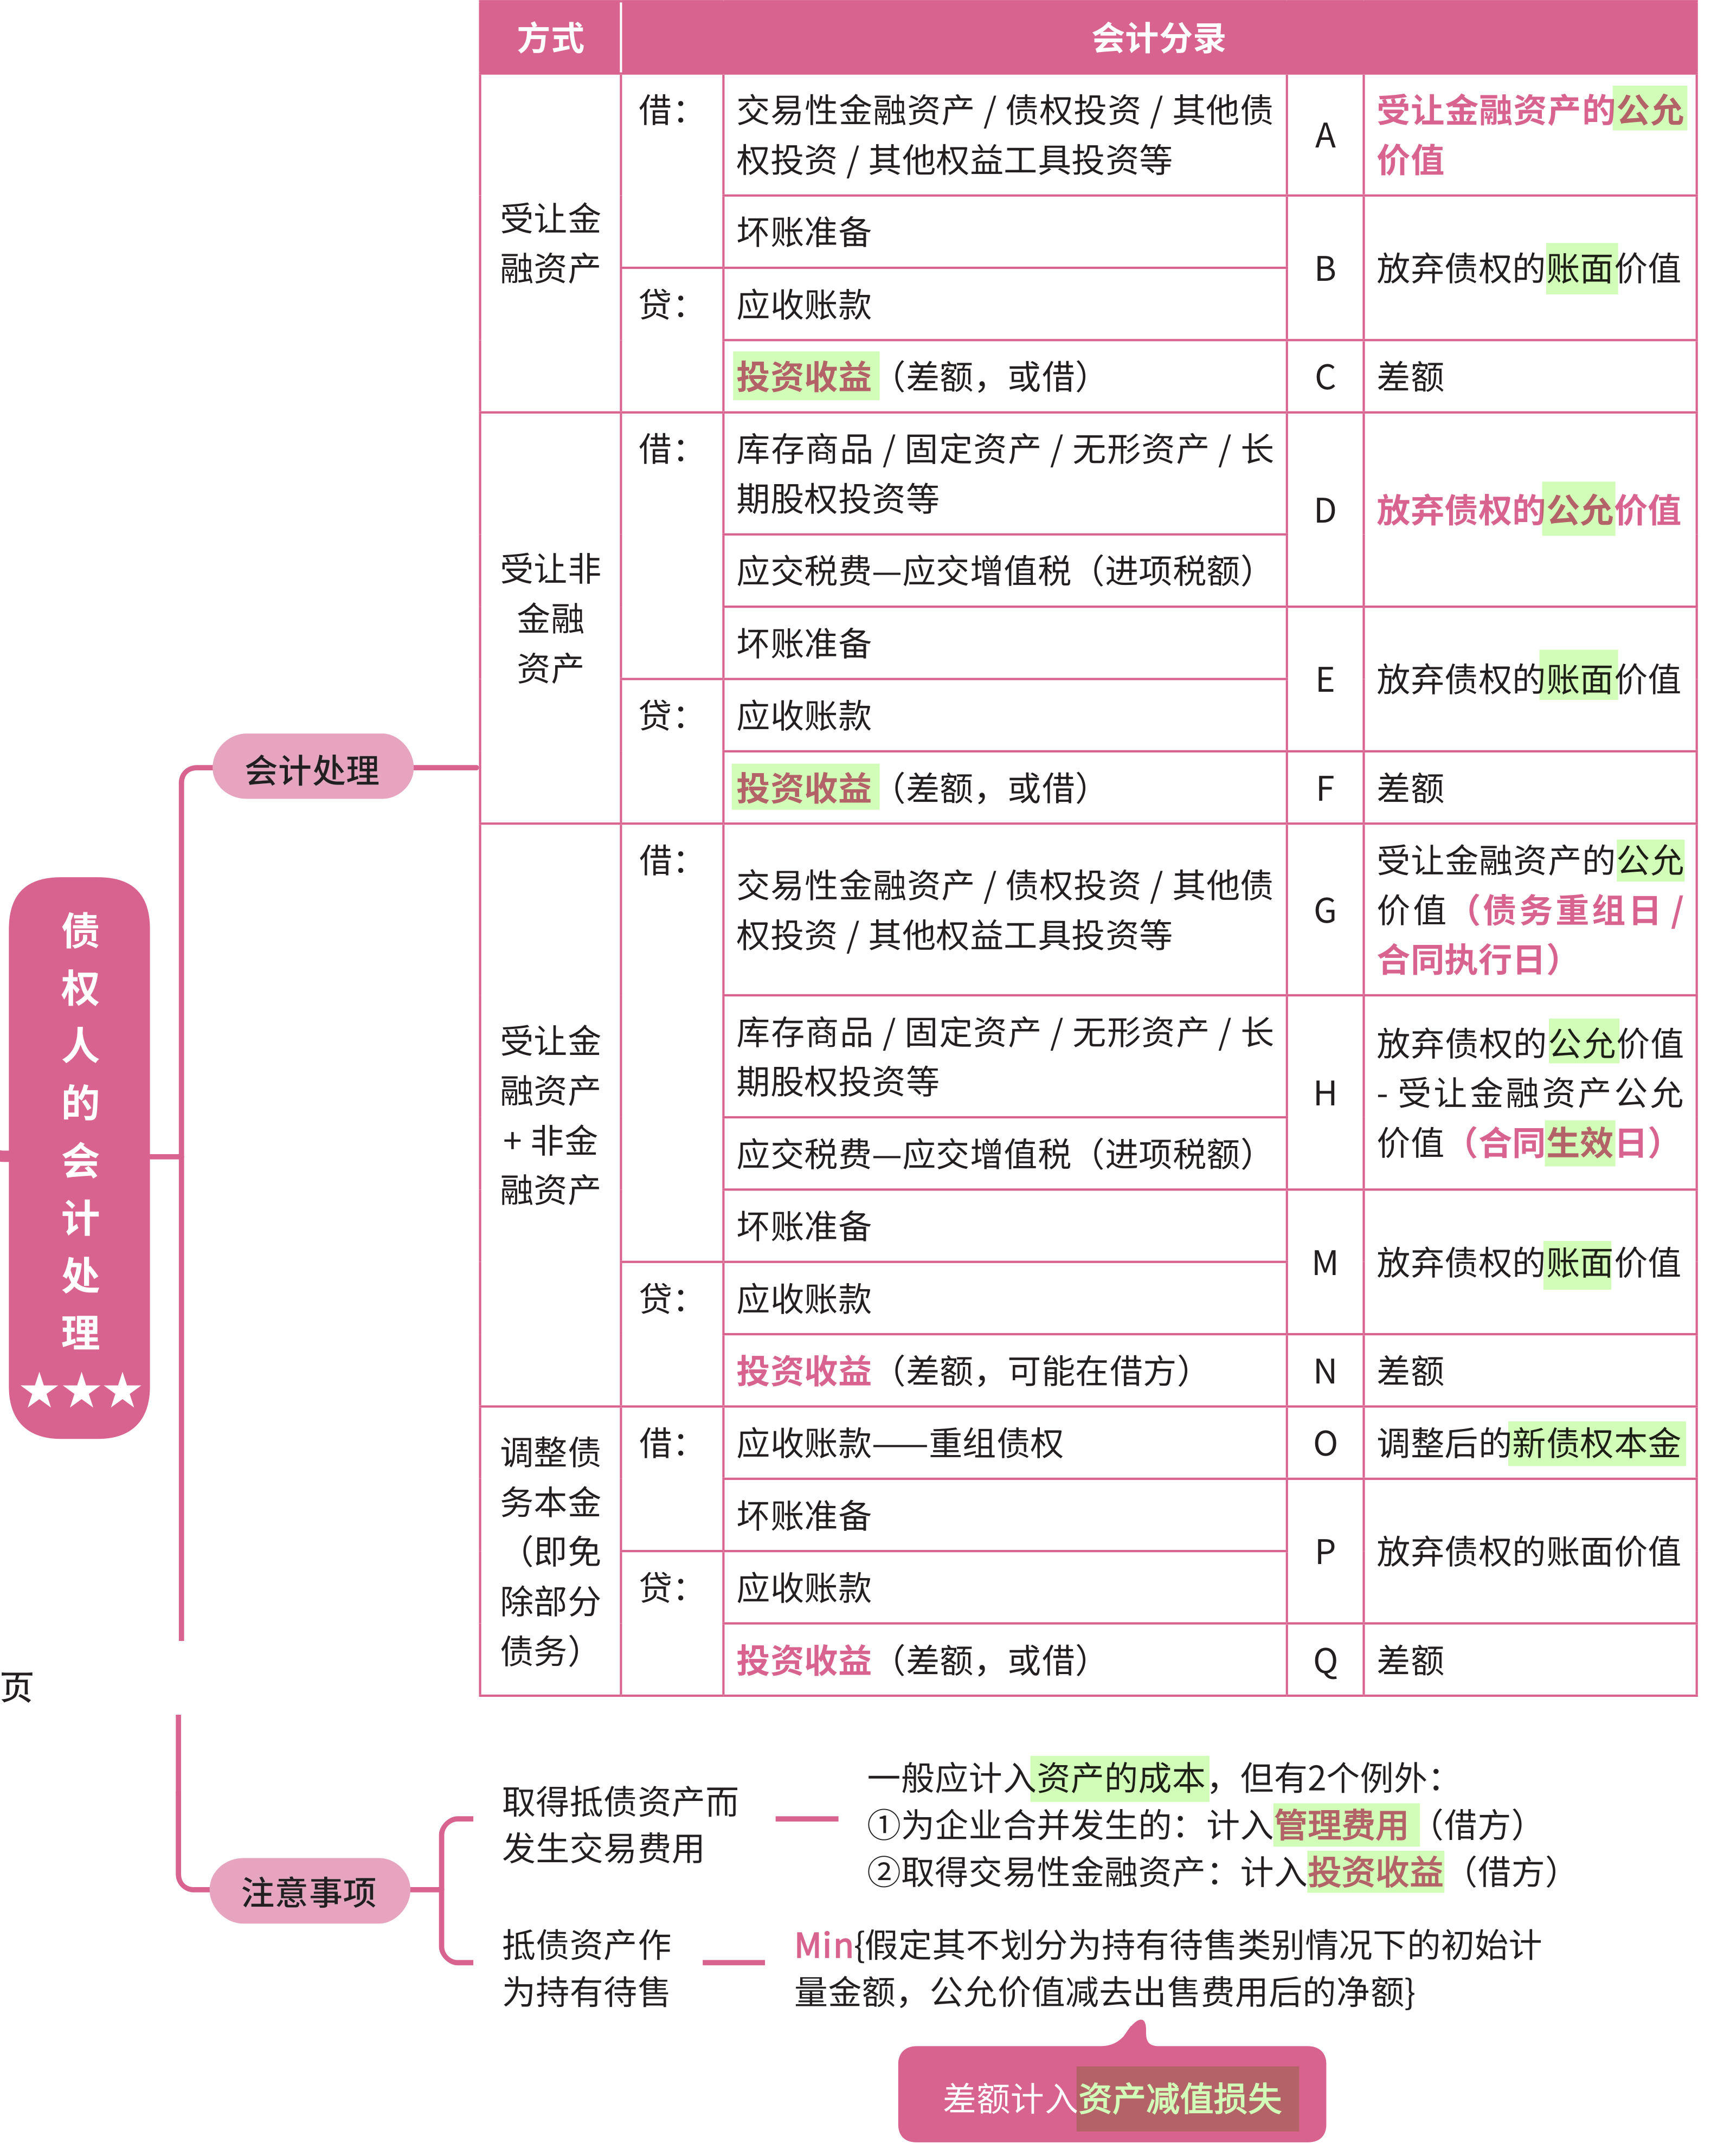 方式 会计分录
受让金
融资产
借：
交易性金融资产 / 债权投资 / 其他债
权投资 / 其他权益工具投资等
A
受让金融资产的公允
价值
坏账准备
B
放弃债权的账面价值
贷：
应收账款
投资收益（差额，或借）
C
差额
受让非
金融
资产
借：
库存商品 / 固定资产 / 无形资产 / 长
期股权投资等
D
放弃债权的公允价值
应交税费—应交增值税（进项税额）
坏账准备
E
放弃债权的账面价值
贷：
应收账款
投资收益（差额，或借）
F
差额
受让金
融资产
+ 非金
融资产
借：
交易性金融资产 / 债权投资 / 其他债
权投资 / 其他权益工具投资等
G
受让金融资产的公允
价值（债务重组日 /
合同执行日）
库存商品 / 固定资产 / 无形资产 / 长
期股权投资等
H
放弃债权的公允价值
- 受让金融资产公允
价值（合同生效日）
应交税费—应交增值税（进项税额）
坏账准备
M
放弃债权的账面价值
贷：
应收账款
投资收益（差额，可能在借方）
N
差额
调整债
务本金
（即免
除部分
债务）
借：
应收账款——重组债权
O
调整后的新债权本金
坏账准备
P
放弃债权的账面价值
贷：
应收账款
投资收益（差额，或借）
Q
差额
会计处理
债
权
人
的
会
计
处
理
★★★
页
注意事项
取得抵债资产而
发生交易费用
一般应计入资产的成本，但有2个例外：
①为企业合并发生的：计入管理费用（借方）
②取得交易性金融资产：计入投资收益（借方）
抵债资产作
为持有待售
Min{假定其不划分为持有待售类别情况下的初始计
量金额，公允价值减去出售费用后的净额}
差额计入资产减值损失